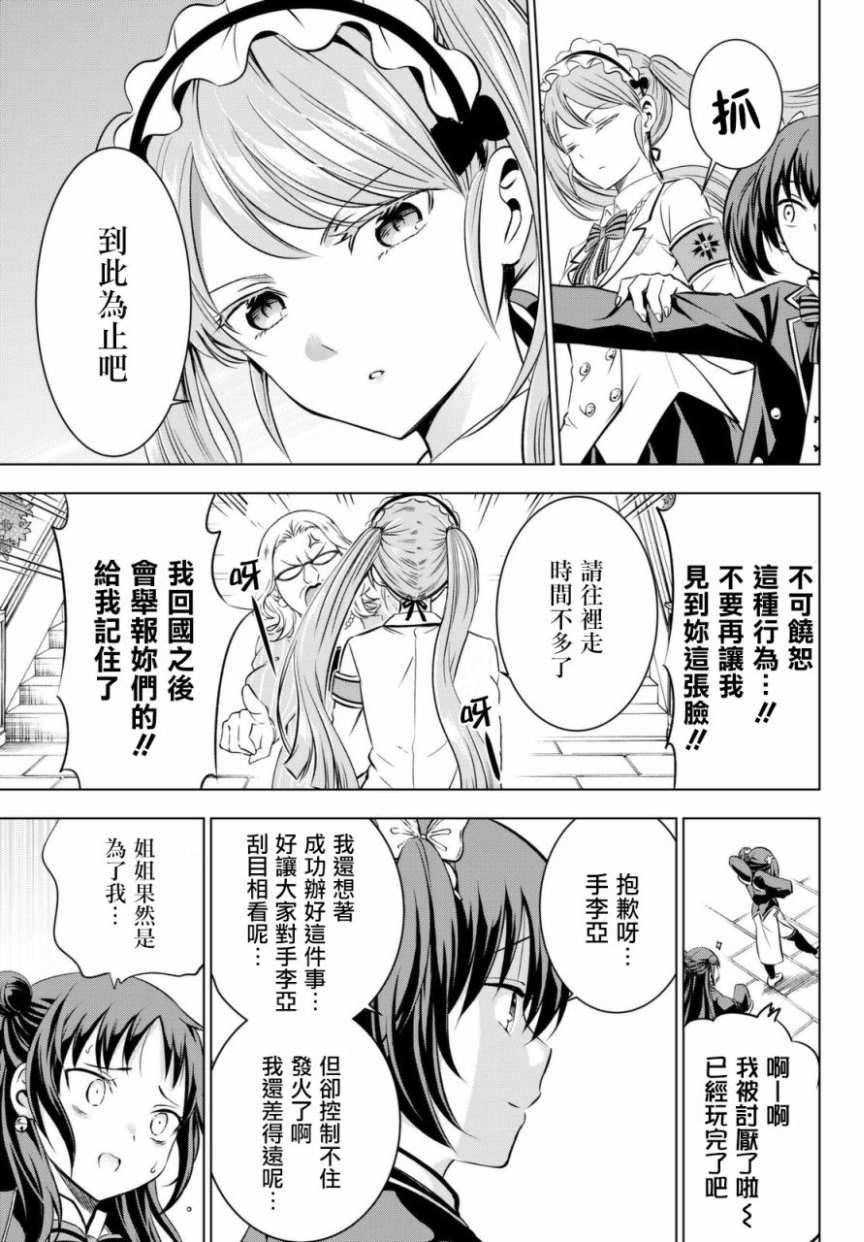 抓
到此為止吧
不可饒恕
這種行為…!!
不要再讓我
見到妳這張臉!!
請往裡走
時間不多了
呀
呀
我回國之後
會舉報妳們的!!
給我記住了
啊ー啊
我被討厭了啦～
已經玩完了吧
抱歉呀…
手李亞
我還想著
成功辦好這件事…
好讓大家對手李亞
刮目相看呢…
但卻控制不住
發火了啊
我還差得遠呢…
姐姐果然是
為了我…